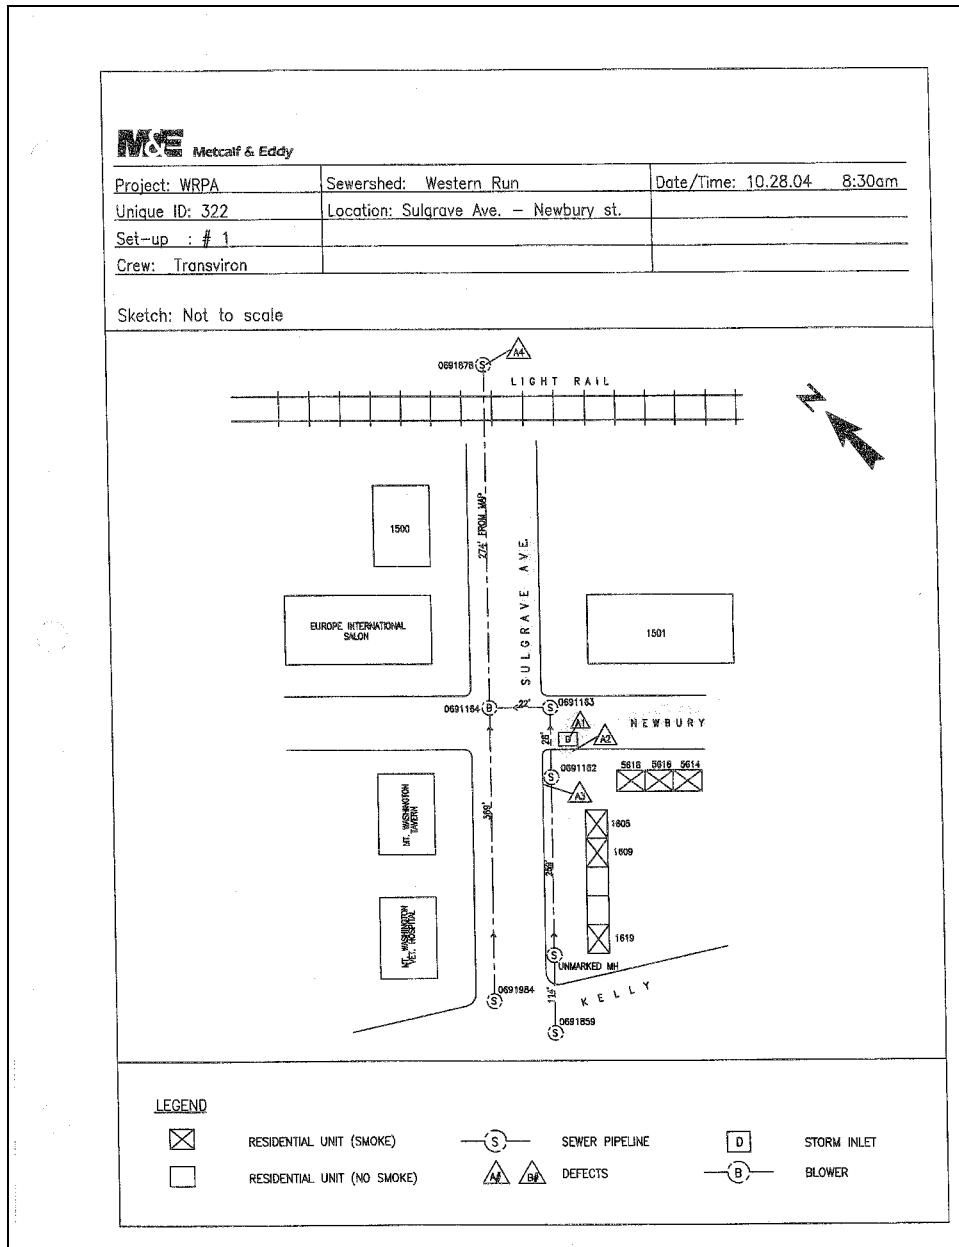 M&E Metcalf & Eddy
Project: WRPA
Sewershed: Western Run
Date/Time: 10.28.04 8:30am
Unique ID: 322
Location: Sulgrave Ave. – Newbury st.
Set-up : # 1
Crew: Transviron
Sketch: Not to scale
0691678
S
A4
LIGHT RAIL
N
1500
274' FROM MAP
SULGRAVE AVE.
EUROPE INTERNATIONAL
SALON
1501
0691164
B
22'
S
0691163
NEWBURY
A1
D
A2
26'
S
0691162
A3
5618 5616 5614
MT. WASHINGTON
TAVERN
369'
1605
1609
259'
MT. WASHINGTON
VET. HOSPITAL
1619
S
UNMARKED MH
0691984
S
114'
KELLY
0691859
S
LEGEND
RESIDENTIAL UNIT (SMOKE)
S
SEWER PIPELINE
D
STORM INLET
RESIDENTIAL UNIT (NO SMOKE)
A# B#
DEFECTS
B
BLOWER